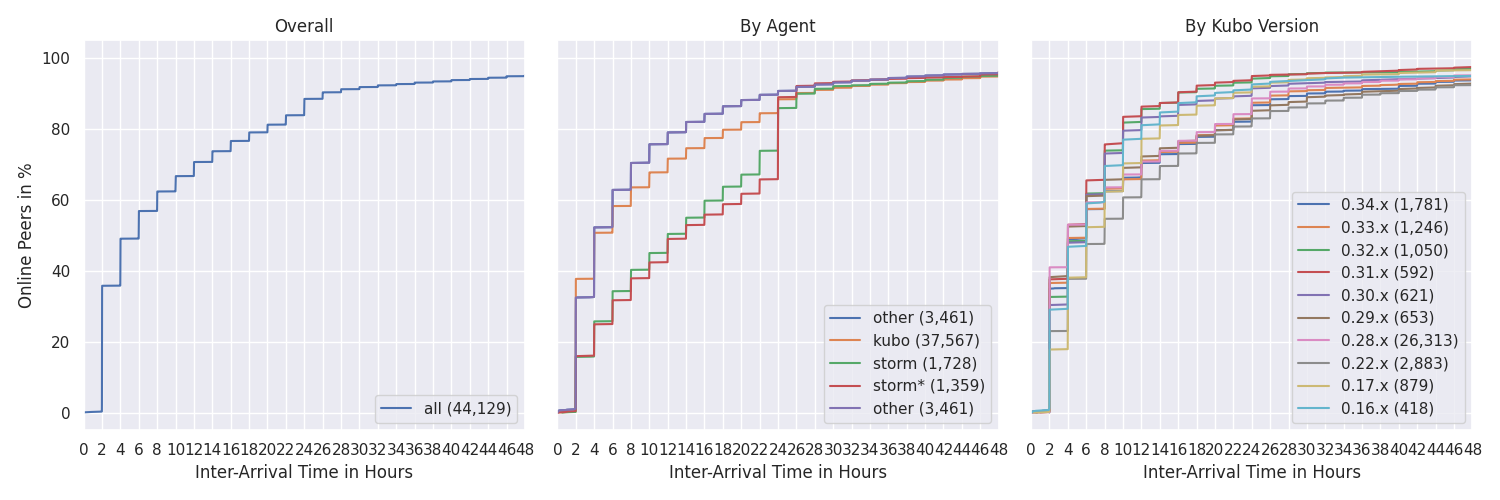 Overall
100
80
60
40
20
0
Online Peers in %
all (44,129)
0 2 4 6 8 10 12 14 16 18 20 22 24 26 28 30 32 34 36 38 40 42 44 46 48
Inter-Arrival Time in Hours
By Agent
other (3,461)
kubo (37,567)
storm (1,728)
storm* (1,359)
other (3,461)
0 2 4 6 8 10 12 14 16 18 20 22 24 26 28 30 32 34 36 38 40 42 44 46 48
Inter-Arrival Time in Hours
By Kubo Version
0.34.x (1,781)
0.33.x (1,246)
0.32.x (1,050)
0.31.x (592)
0.30.x (621)
0.29.x (653)
0.28.x (26,313)
0.22.x (2,883)
0.17.x (879)
0.16.x (418)
0 2 4 6 8 10 12 14 16 18 20 22 24 26 28 30 32 34 36 38 40 42 44 46 48
Inter-Arrival Time in Hours